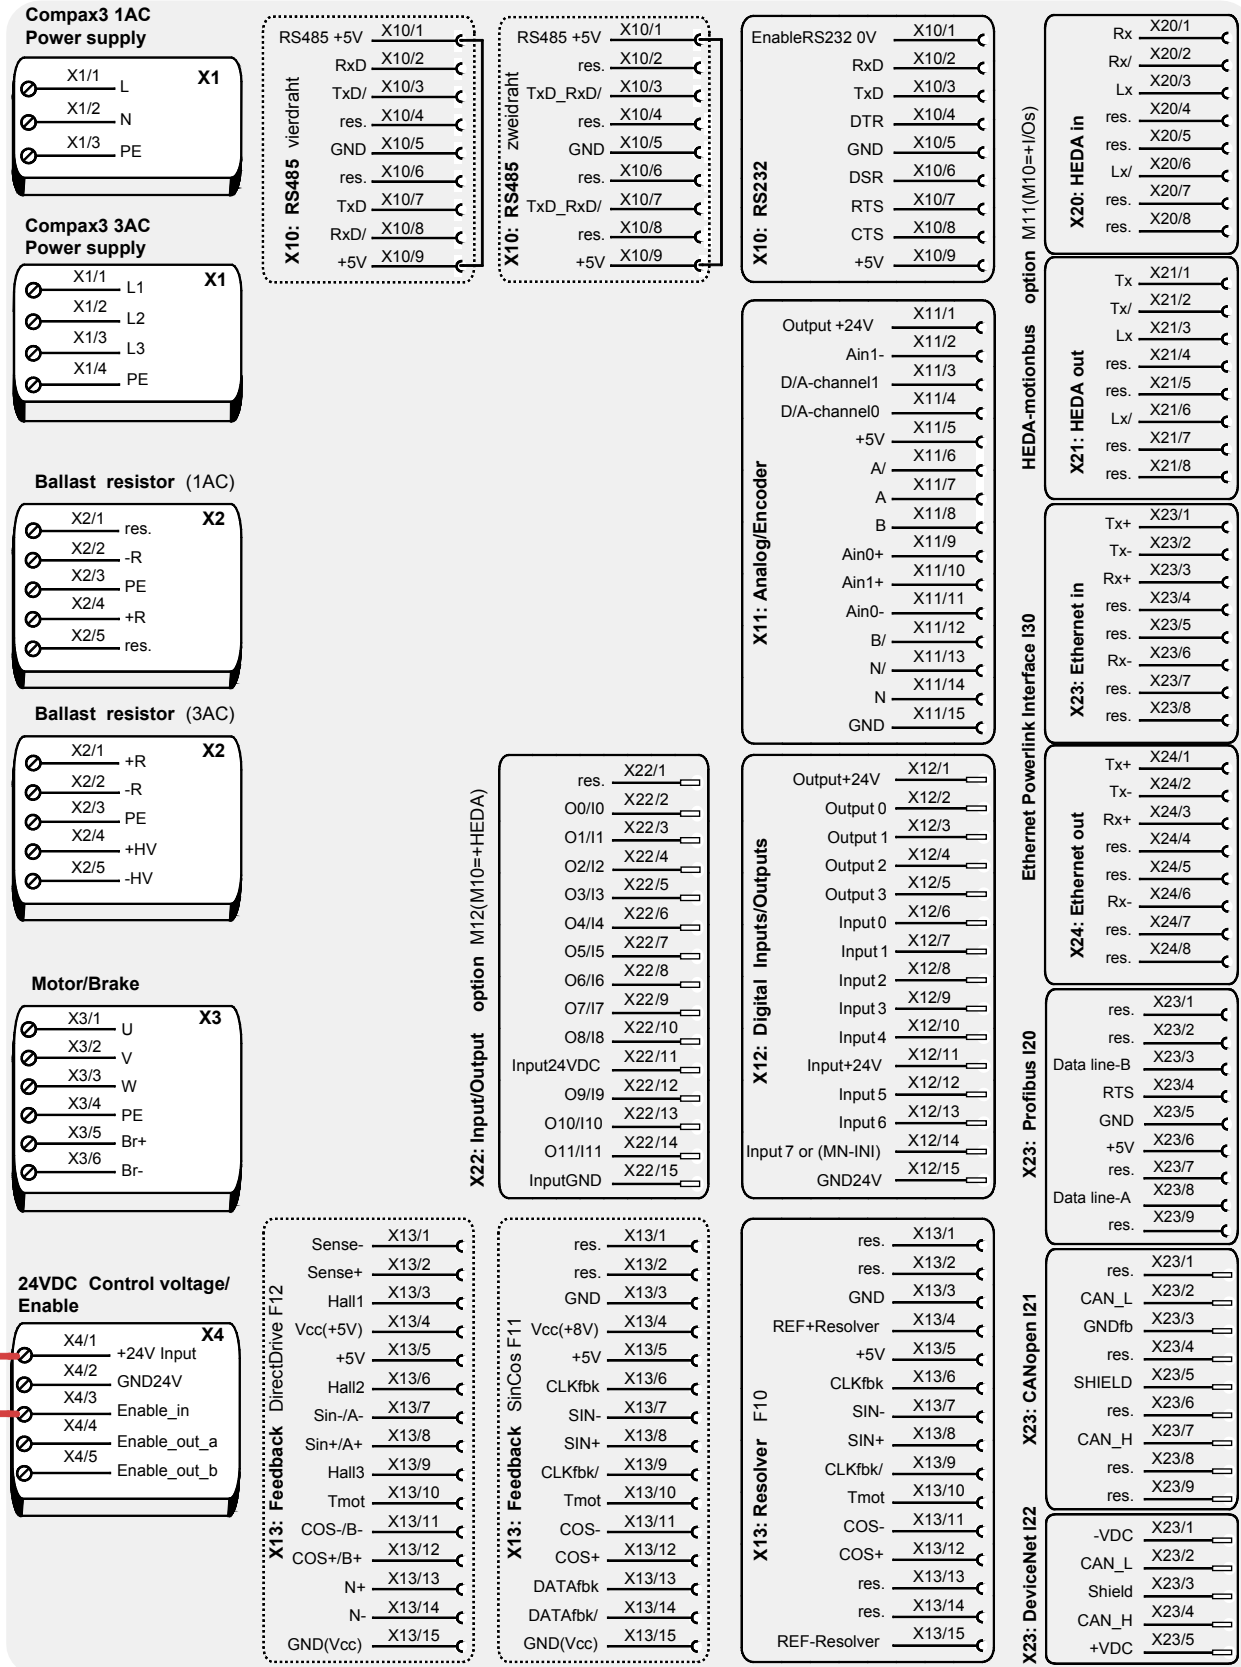 Compax3 1AC
Power supply
X1
X1/1 L
X1/2 N
X1/3 PE
Compax3 3AC
Power supply
X1
X1/1 L1
X1/2 L2
X1/3 L3
X1/4 PE
Ballast resistor (1AC)
X2
X2/1 res.
X2/2 -R
X2/3 PE
X2/4 +R
X2/5 res.
Ballast resistor (3AC)
X2
X2/1 +R
X2/2 -R
X2/3 PE
X2/4 +HV
X2/5 -HV
Motor/Brake
X3
X3/1 U
X3/2 V
X3/3 W
X3/4 PE
X3/5 Br+
X3/6 Br-
24VDC Control voltage/
Enable
X4
X4/1 +24V Input
X4/2 GND24V
X4/3 Enable_in
X4/4 Enable_out_a
X4/5 Enable_out_b
X10: RS485 vierdraht
RS485 +5V X10/1
RxD X10/2
TxD/ X10/3
res. X10/4
GND X10/5
res. X10/6
TxD X10/7
RxD/ X10/8
+5V X10/9
X10: RS485 zweidraht
RS485 +5V X10/1
res. X10/2
TxD_RxD/ X10/3
res. X10/4
GND X10/5
res. X10/6
TxD_RxD/ X10/7
res. X10/8
+5V X10/9
X10: RS232
EnableRS232 0V X10/1
RxD X10/2
TxD X10/3
DTR X10/4
GND X10/5
DSR X10/6
RTS X10/7
CTS X10/8
+5V X10/9
X11: Analog/Encoder
Output +24V X11/1
Ain1- X11/2
D/A-channel1 X11/3
D/A-channel0 X11/4
+5V X11/5
A/ X11/6
A X11/7
B X11/8
Ain0+ X11/9
Ain1+ X11/10
Ain0- X11/11
B/ X11/12
N/ X11/13
N X11/14
GND X11/15
X22: Input/Output option M12(M10=+HEDA)
res. X22/1
O0/I0 X22/2
O1/I1 X22/3
O2/I2 X22/4
O3/I3 X22/5
O4/I4 X22/6
O5/I5 X22/7
O6/I6 X22/8
O7/I7 X22/9
O8/I8 X22/10
Input24VDC X22/11
O9/I9 X22/12
O10/I10 X22/13
O11/I11 X22/14
InputGND X22/15
X12: Digital Inputs/Outputs
Output+24V X12/1
Output 0 X12/2
Output 1 X12/3
Output 2 X12/4
Output 3 X12/5
Input 0 X12/6
Input 1 X12/7
Input 2 X12/8
Input 3 X12/9
Input 4 X12/10
Input+24V X12/11
Input 5 X12/12
Input 6 X12/13
Input 7 or (MN-INI) X12/14
GND24V X12/15
X13: Feedback DirectDrive F12
Sense- X13/1
Sense+ X13/2
Hall1 X13/3
Vcc(+5V) X13/4
+5V X13/5
Hall2 X13/6
Sin-/A- X13/7
Sin+/A+ X13/8
Hall3 X13/9
Tmot X13/10
COS-/B- X13/11
COS+/B+ X13/12
N+ X13/13
N- X13/14
GND(Vcc) X13/15
X13: Feedback SinCos F11
res. X13/1
res. X13/2
GND X13/3
Vcc(+8V) X13/4
+5V X13/5
CLKfbk X13/6
SIN- X13/7
SIN+ X13/8
CLKfbk/ X13/9
Tmot X13/10
COS- X13/11
COS+ X13/12
DATAfbk X13/13
DATAfbk/ X13/14
GND(Vcc) X13/15
X13: Resolver F10
res. X13/1
res. X13/2
GND X13/3
REF+Resolver X13/4
+5V X13/5
CLKfbk X13/6
SIN- X13/7
SIN+ X13/8
CLKfbk/ X13/9
Tmot X13/10
COS- X13/11
COS+ X13/12
res. X13/13
res. X13/14
REF-Resolver X13/15
HEDA-motionbus option M11(M10=+I/Os)
X20: HEDA in
Rx X20/1
Rx/ X20/2
Lx X20/3
res. X20/4
res. X20/5
Lx/ X20/6
res. X20/7
res. X20/8
X21: HEDA out
Tx X21/1
Tx/ X21/2
Lx X21/3
res. X21/4
res. X21/5
Lx/ X21/6
res. X21/7
res. X21/8
Ethernet Powerlink Interface I30
X23: Ethernet in
Tx+ X23/1
Tx- X23/2
Rx+ X23/3
res. X23/4
res. X23/5
Rx- X23/6
res. X23/7
res. X23/8
X24: Ethernet out
Tx+ X24/1
Tx- X24/2
Rx+ X24/3
res. X24/4
res. X24/5
Rx- X24/6
res. X24/7
res. X24/8
X23: Profibus I20
res. X23/1
res. X23/2
Data line-B X23/3
RTS X23/4
GND X23/5
+5V X23/6
res. X23/7
Data line-A X23/8
res. X23/9
X23: CANopen I21
res. X23/1
CAN_L X23/2
GNDfb X23/3
res. X23/4
SHIELD X23/5
res. X23/6
CAN_H X23/7
res. X23/8
res. X23/9
X23: DeviceNet I22
-VDC X23/1
CAN_L X23/2
Shield X23/3
CAN_H X23/4
+VDC X23/5